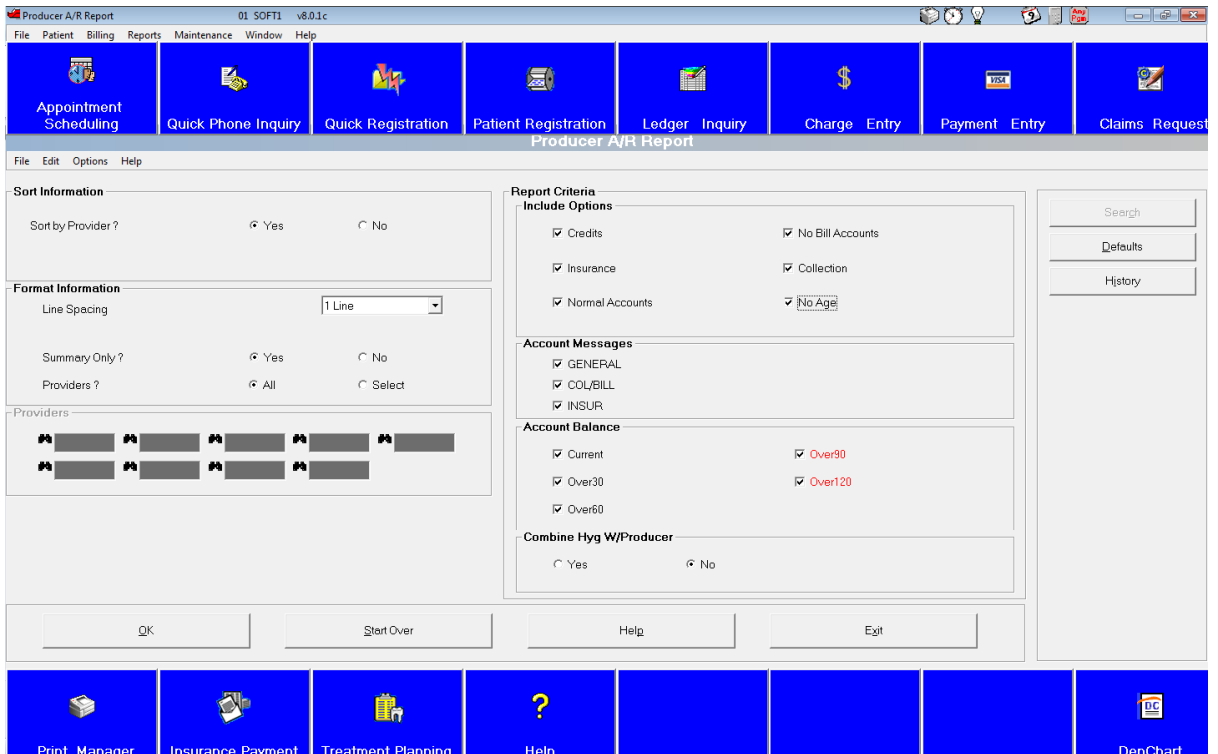 Producer A/R Report 01 SOFT1 v8.0.1c 9 Any Pgm
File Patient Billing Reports Maintenance Window Help
Appointment Scheduling Quick Phone Inquiry Quick Registration Patient Registration Ledger Inquiry $ Charge Entry VISA Payment Entry Claims Request
Producer A/R Report
File Edit Options Help
Sort Information
Sort by Provider ? Yes No
Format Information
Line Spacing 1 Line
Summary Only ? Yes No
Providers ? All Select
Providers
Report Criteria
Include Options
Credits No Bill Accounts
Insurance Collection
Normal Accounts No Age
Account Messages
GENERAL
COL/BILL
INSUR
Account Balance
Current Over90
Over30 Over120
Over60
Combine Hyg W/Producer
Yes No
Search
Defaults
History
OK Start Over Help Exit
Print Manager Insurance Payment Treatment Planning ? Help DC DenChart